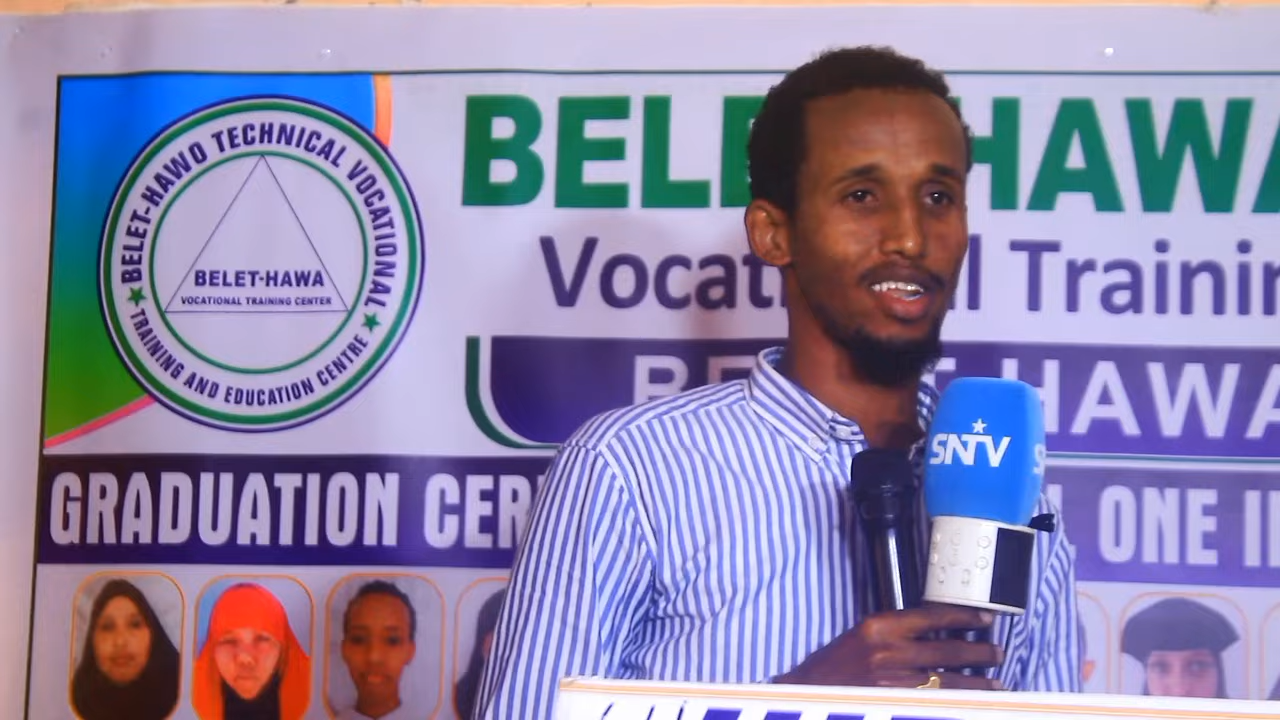 BELET-HAWO TECHNICAL VOCATIONAL
TRAINING AND EDUCATION CENTRE
BELET-HAWA
VOCATIONAL TRAINING CENTER
BELE HAWA
Vocat l Trainin
BE HAWA
GRADUATION CER ONE I
SNTV